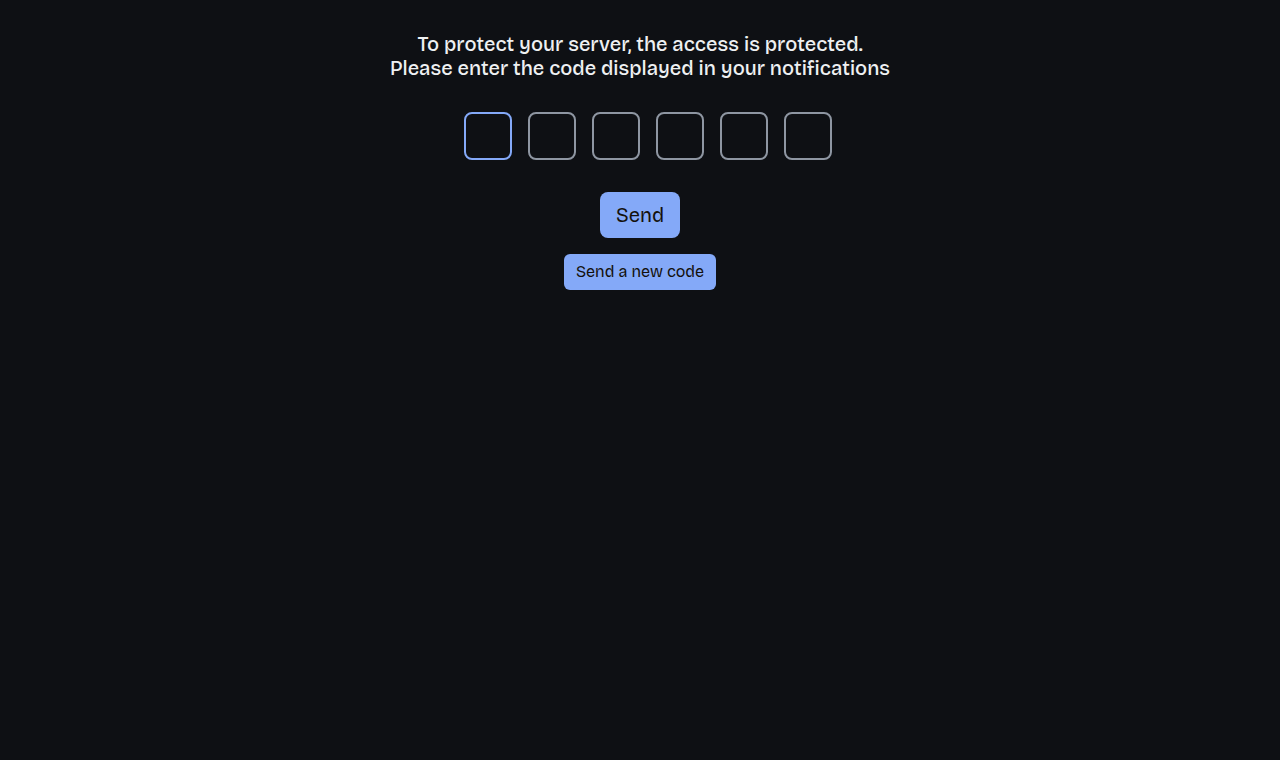 To protect your server, the access is protected.
Please enter the code displayed in your notifications
Send
Send a new code